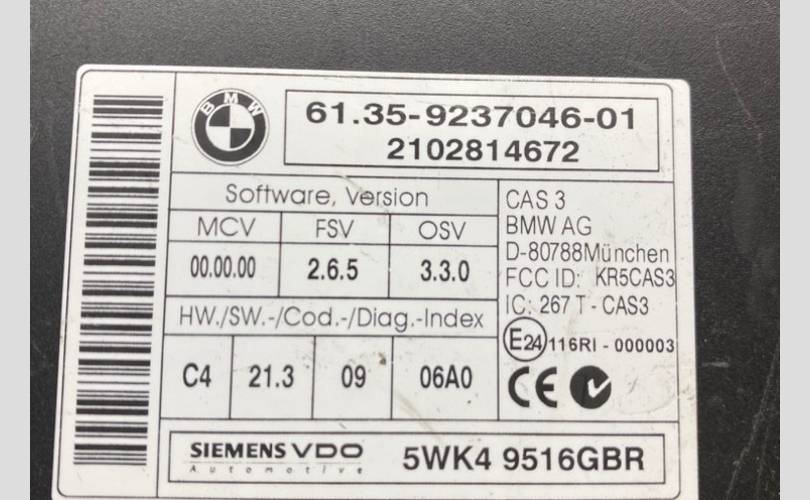 BMW
61.35-9237046-01
2102814672
Software, Version
MCV FSV OSV
00.00.00 2.6.5 3.3.0
HW./SW.-/Cod.-/Diag.-Index
C4 21.3 09 06A0
CAS 3
BMW AG
D-80788München
FCC ID: KR5CAS3
IC: 267 T - CAS3
E24 116RI - 000003
CE
SIEMENS VDO
Automotive
5WK4 9516GBR